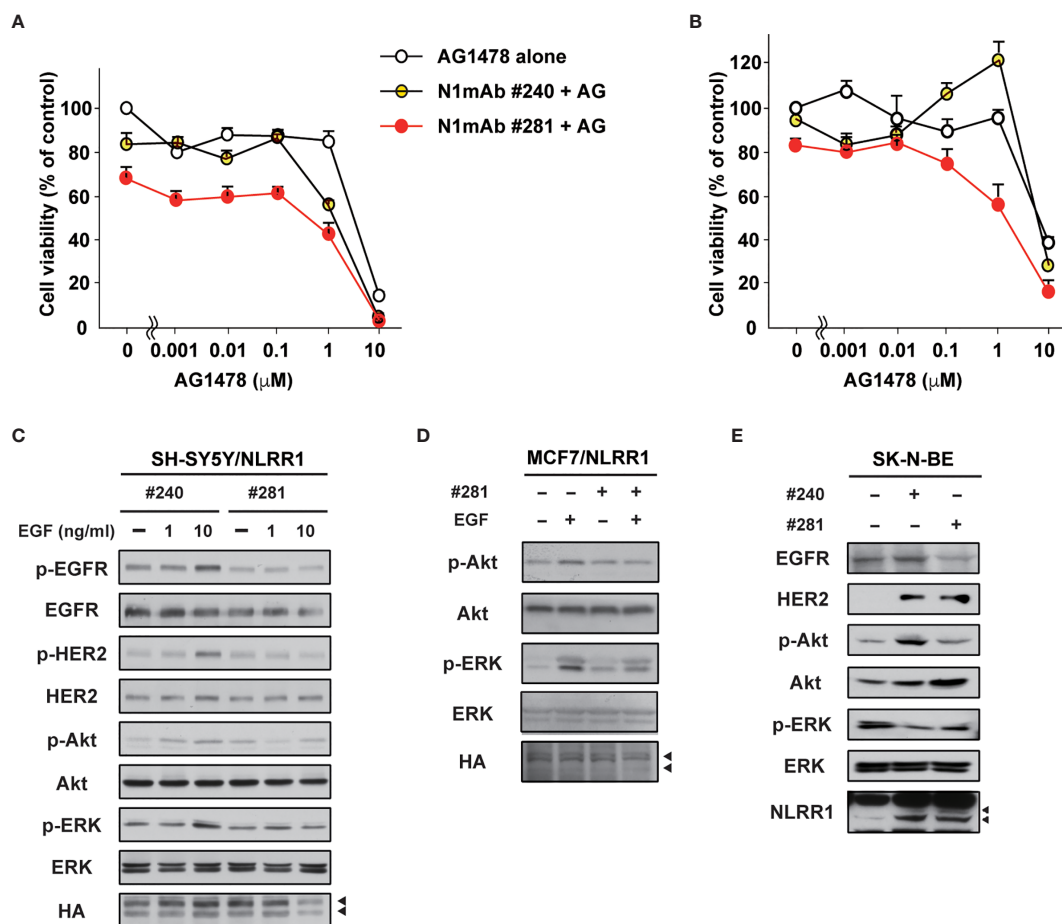 A
AG1478 alone
N1mAb #240 + AG
N1mAb #281 + AG
Cell viability (% of control)
100
80
60
40
20
0
0 0.001 0.01 0.1 1 10
AG1478 (μM)
B
Cell viability (% of control)
120
100
80
60
40
20
0
0 0.001 0.01 0.1 1 10
AG1478 (μM)
C
SH-SY5Y/NLRR1
#240 #281
EGF (ng/ml) – 1 10 – 1 10
p-EGFR
EGFR
p-HER2
HER2
p-Akt
Akt
p-ERK
ERK
HA
D
MCF7/NLRR1
#281 – – + +
EGF – + – +
p-Akt
Akt
p-ERK
ERK
HA
E
SK-N-BE
#240 – + –
#281 – – +
EGFR
HER2
p-Akt
Akt
p-ERK
ERK
NLRR1